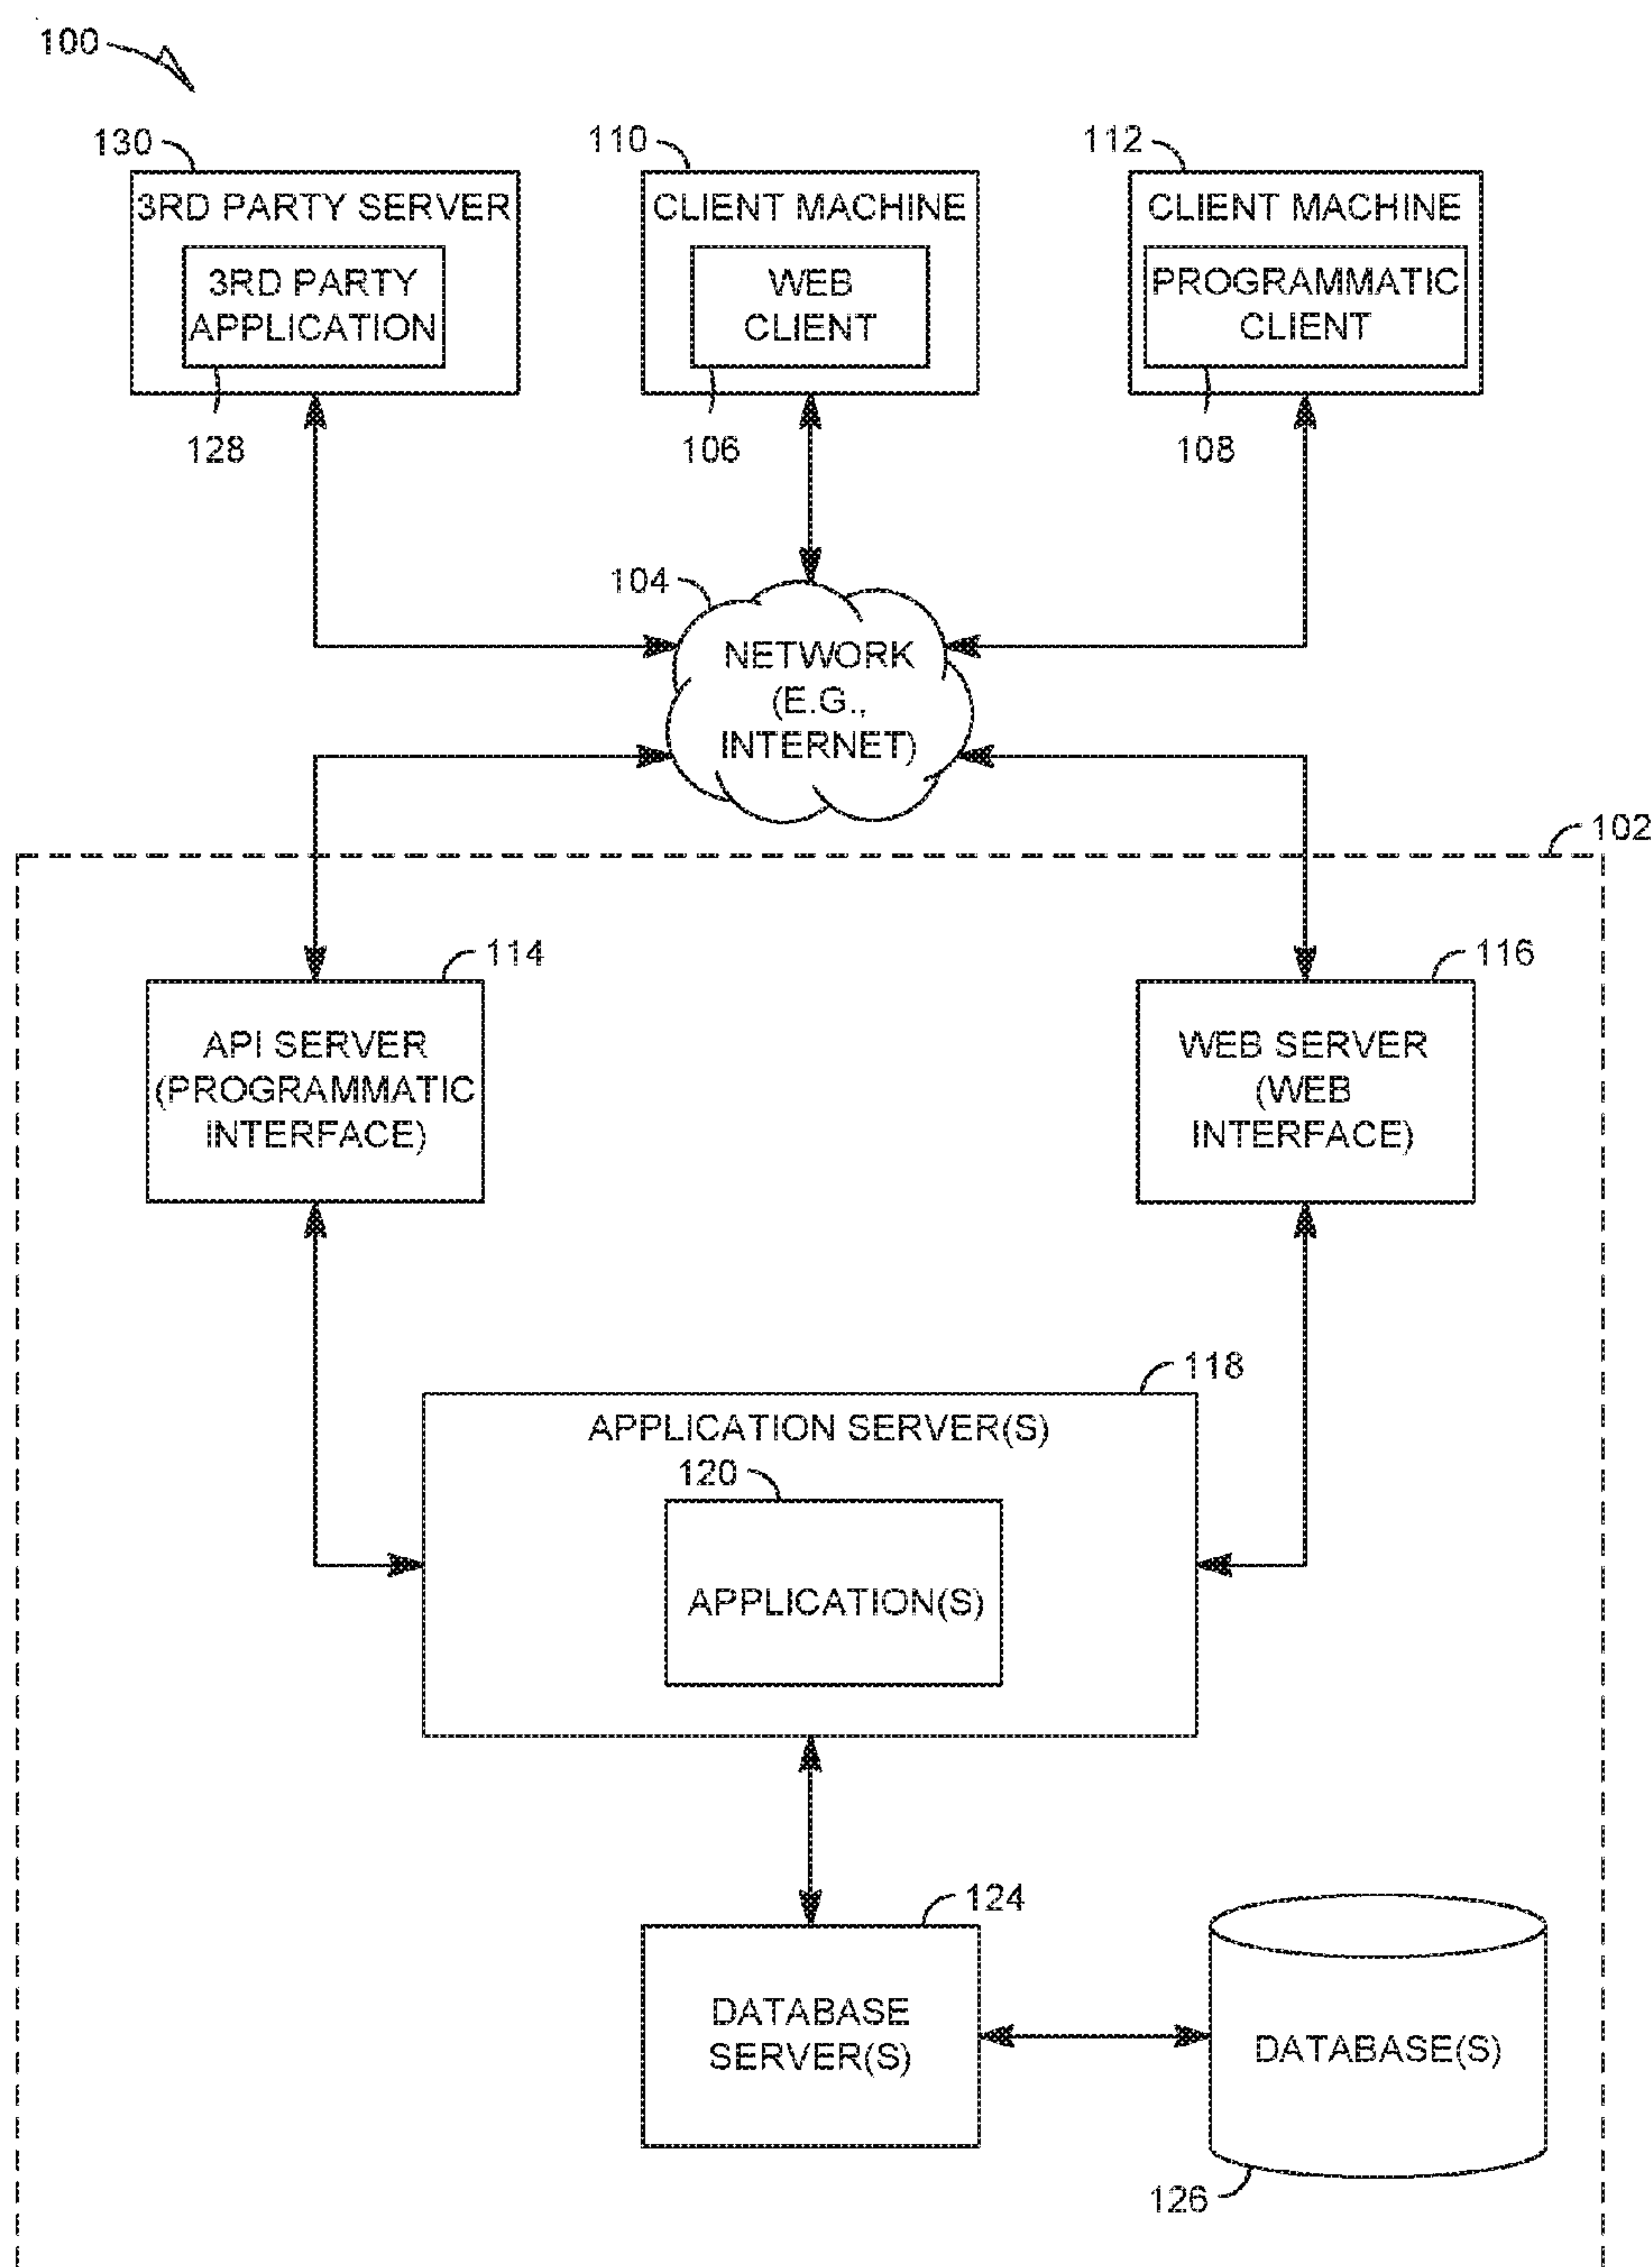 100
130
110
112
3RD PARTY SERVER
CLIENT MACHINE
CLIENT MACHINE
3RD PARTY
APPLICATION
WEB
CLIENT
PROGRAMMATIC
CLIENT
128
106
108
104
NETWORK
(E.G.,
INTERNET)
102
114
116
API SERVER
(PROGRAMMATIC
INTERFACE)
WEB SERVER
(WEB
INTERFACE)
118
APPLICATION SERVER(S)
120
APPLICATION(S)
124
DATABASE
SERVER(S)
DATABASE(S)
126